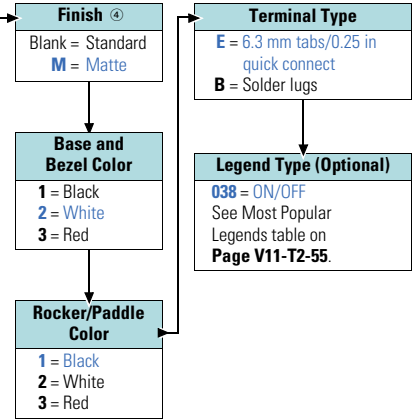 Finish ④
Blank = Standard
M = Matte
Base and
Bezel Color
1 = Black
2 = White
3 = Red
Rocker/Paddle
Color
1 = Black
2 = White
3 = Red
Terminal Type
E = 6.3 mm tabs/0.25 in
quick connect
B = Solder lugs
Legend Type (Optional)
038 = ON/OFF
See Most Popular
Legends table on
Page V11-T2-55.